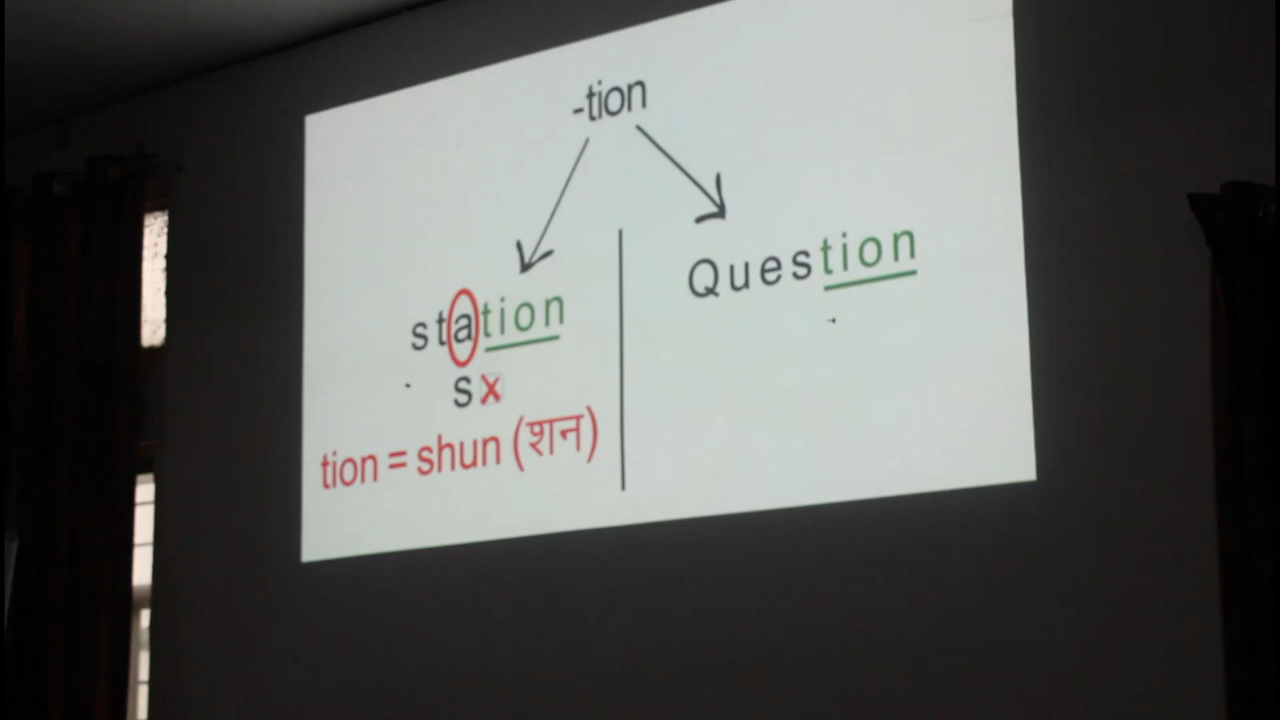 -tion
station
Question
s x
tion = shun (शन)